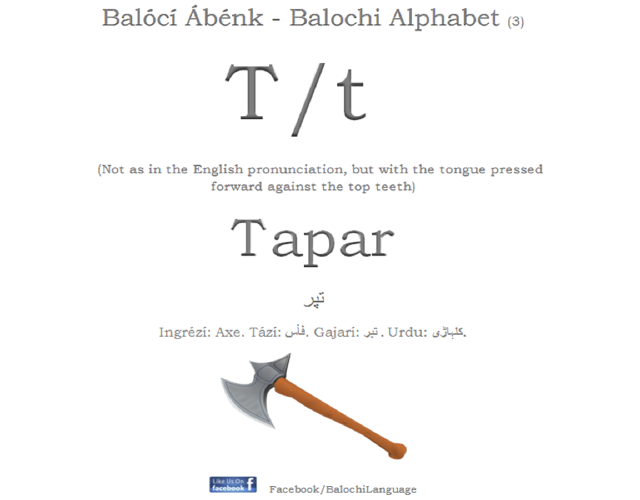 Balócí Ábénk - Balochi Alphabet (3)
T/t
(Not as in the English pronunciation, but with the tongue pressed
forward against the top teeth)
Tapar
تپر
Ingrézí: Axe. Tází: فأس. Gajarí: تبر. Urdu: کلہاڑی.
Like Us On
facebook f
Facebook/BalochiLanguage